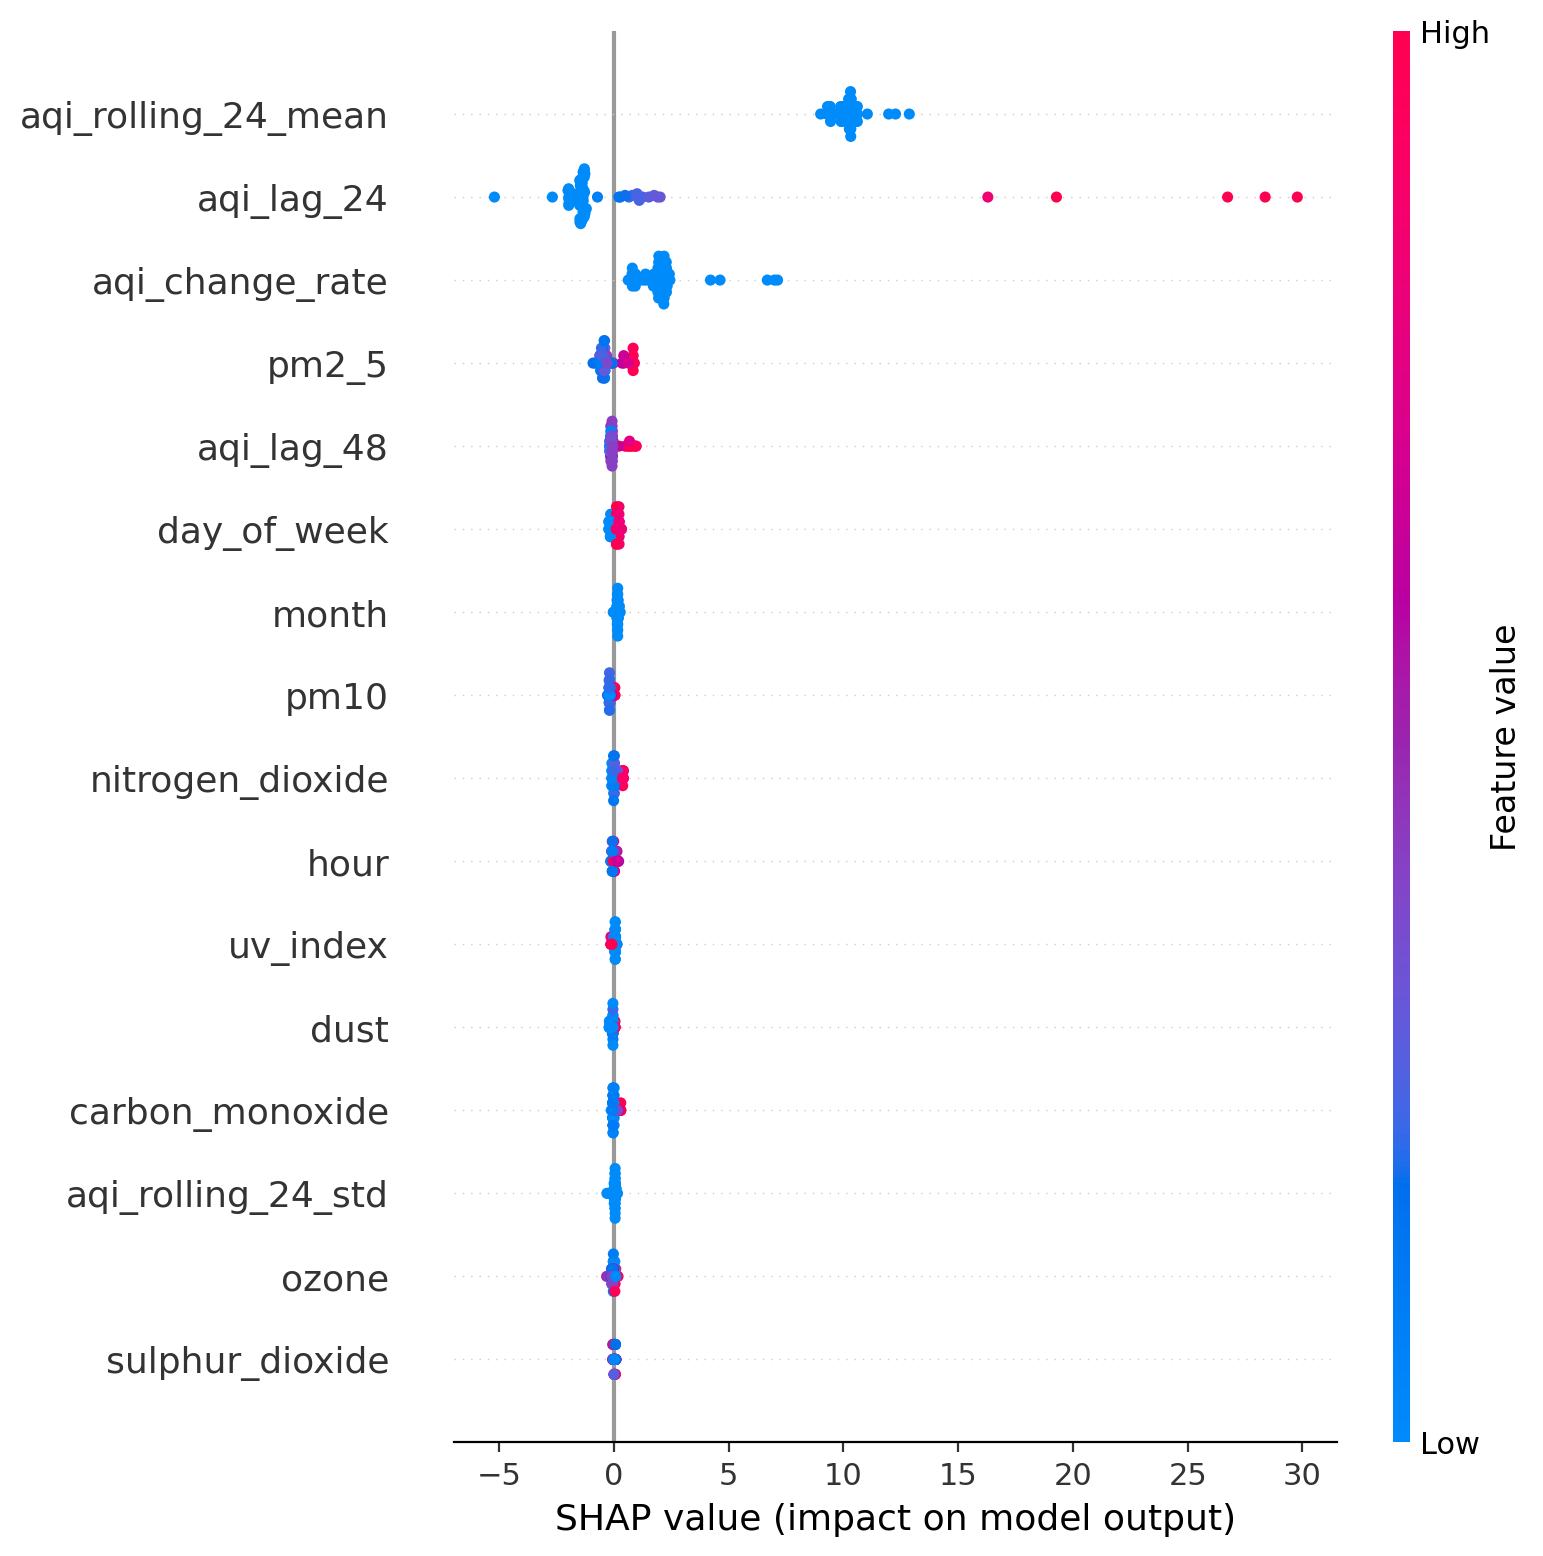 High
aqi_rolling_24_mean
aqi_lag_24
aqi_change_rate
pm2_5
aqi_lag_48
day_of_week
month
pm10
nitrogen_dioxide
hour
uv_index
dust
carbon_monoxide
aqi_rolling_24_std
ozone
sulphur_dioxide
Feature value
Low
−5 0 5 10 15 20 25 30
SHAP value (impact on model output)